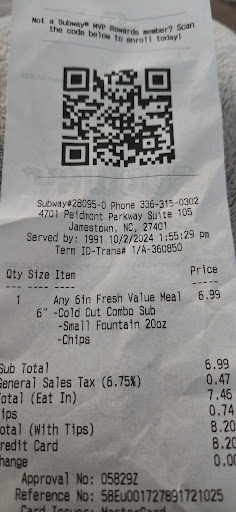 Not a Subway® MVP Rewards member? Scan
the code below to enroll today!
Subway#28095-0 Phone 336-315-0302
4701 Peidmont Parkway Suite 105
Jamestown, NC, 27401
Served by: 1991 10/2/2024 1:55:29 pm
Term ID-Trans# 1/A-360850
Qty Size Item Price
--- ---- ---- -----
1 Any 6in Fresh Value Meal 6.99
6" -Cold Cut Combo Sub
-Small Fountain 20oz
-Chips
Sub Total 6.99
General Sales Tax (6.75%) 0.47
Total (Eat In) 7.46
ips 0.74
otal (With Tips) 8.20
redit Card 8.20
hange 0.00
Approval No: 05829Z
Reference No: 58Eu001727891721025
Card Issuer: MasterCard